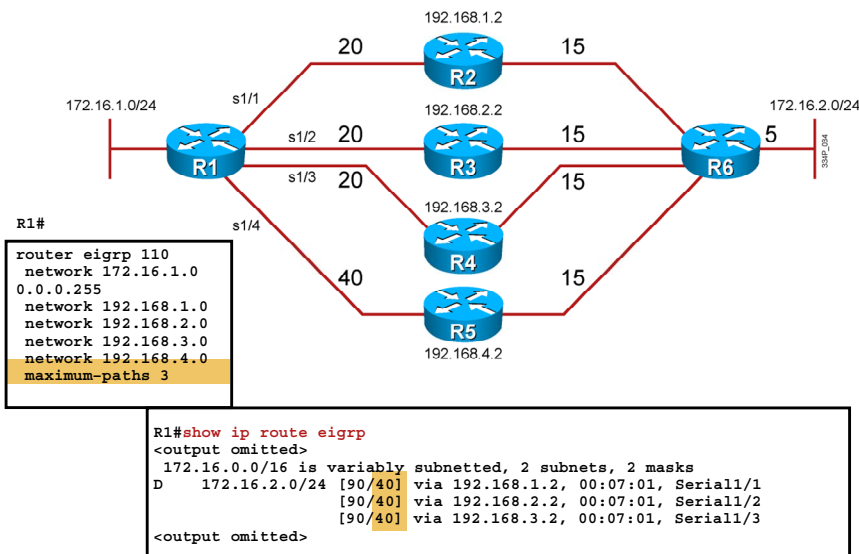 192.168.1.2
20
15
R2
s1/1
172.16.1.0/24
192.168.2.2
172.16.2.0/24
s1/2
20
15
5
R1
R3
R6
s1/3
20
15
334P_034
192.168.3.2
s1/4
R4
R1#
40
15
R5
192.168.4.2
router eigrp 110
network 172.16.1.0
0.0.0.255
network 192.168.1.0
network 192.168.2.0
network 192.168.3.0
network 192.168.4.0
maximum-paths 3
R1#show ip route eigrp
<output omitted>
172.16.0.0/16 is variably subnetted, 2 subnets, 2 masks
D 172.16.2.0/24 [90/40] via 192.168.1.2, 00:07:01, Serial1/1
[90/40] via 192.168.2.2, 00:07:01, Serial1/2
[90/40] via 192.168.3.2, 00:07:01, Serial1/3
<output omitted>